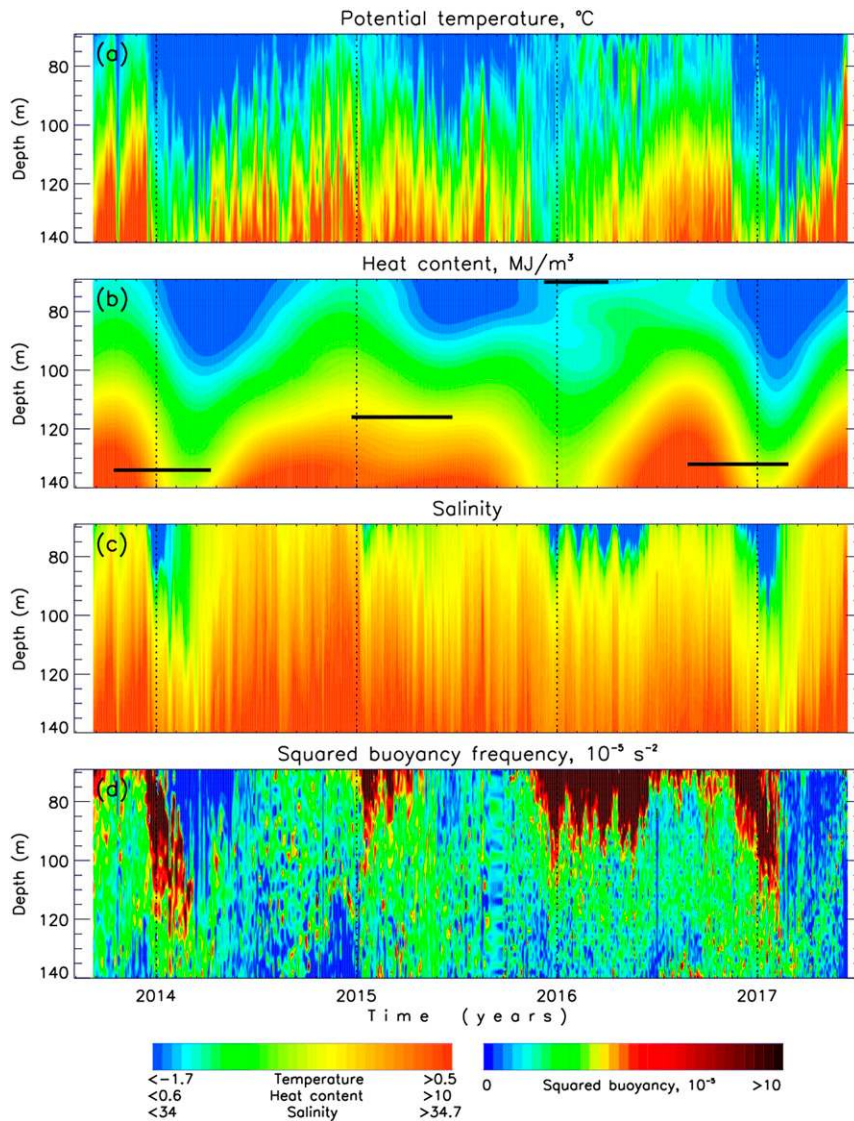 Potential temperature, °C
(a)
Depth (m)
80
100
120
140
Heat content, MJ/m³
(b)
Depth (m)
80
100
120
140
Salinity
(c)
Depth (m)
80
100
120
140
Squared buoyancy frequency, 10⁻⁵ s⁻²
(d)
Depth (m)
80
100
120
140
2014 2015 2016 2017
Time (years)
<-1.7 Temperature >0.5
<0.6 Heat content >10
<34 Salinity >34.7
0 Squared buoyancy, 10⁻⁵ >10